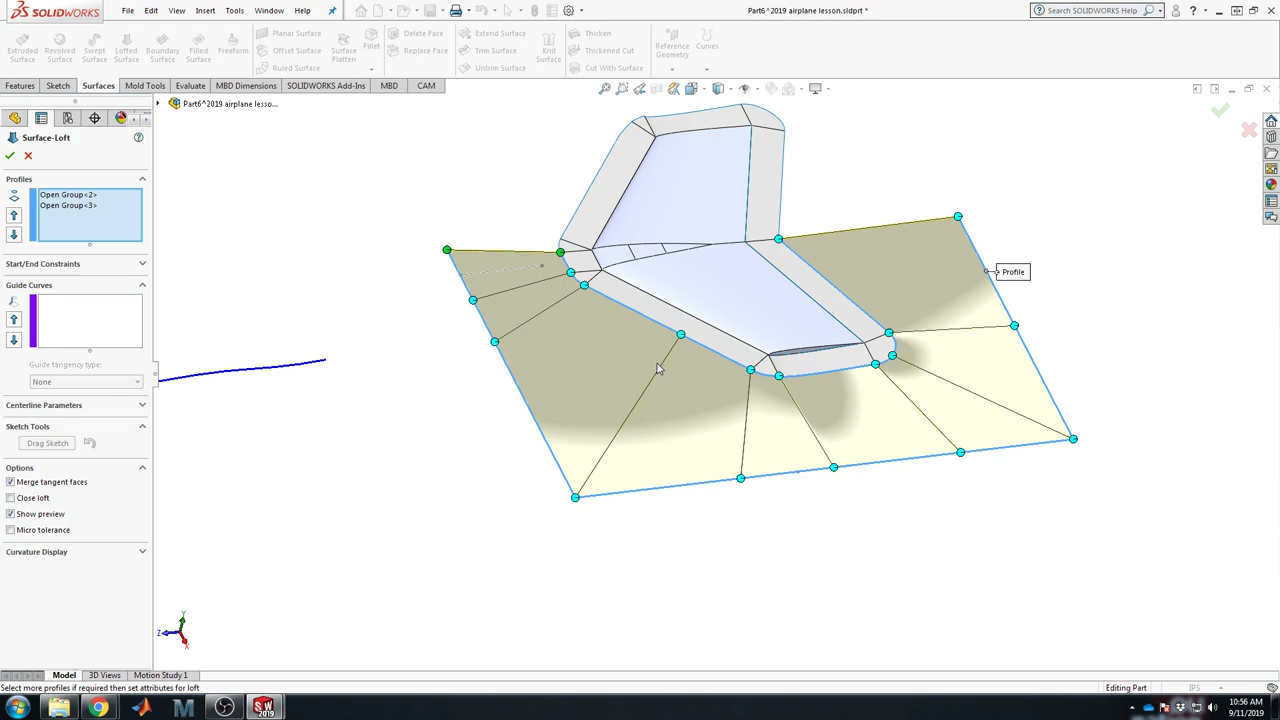 SOLIDWORKS File Edit View Insert Tools Window Help Part6^2019 airplane lesson.sldprt * Search SOLIDWORKS Help
Extruded Surface
Revolved Surface
Swept Surface
Lofted Surface
Boundary Surface
Filled Surface
Freeform
Planar Surface
Offset Surface
Ruled Surface
Surface Flatten
Fillet
Delete Face
Replace Face
Extend Surface
Trim Surface
Untrim Surface
Knit Surface
Thicken
Thickened Cut
Cut With Surface
Reference Geometry
Curves
Features Sketch Surfaces Mold Tools Evaluate MBD Dimensions SOLIDWORKS Add-Ins MBD CAM
Part6^2019 airplane lesso...
Surface-Loft
Profiles
Open Group<2>
Open Group<3>
Start/End Constraints
Guide Curves
Guide tangency type:
None
Centerline Parameters
Sketch Tools
Drag Sketch
Options
Merge tangent faces
Close loft
Show preview
Micro tolerance
Curvature Display
Profile
Y
Z
X
Model 3D Views Motion Study 1
Select more profiles if required then set attributes for loft
Editing Part
IPS
SW
2019
10:56 AM
9/11/2019